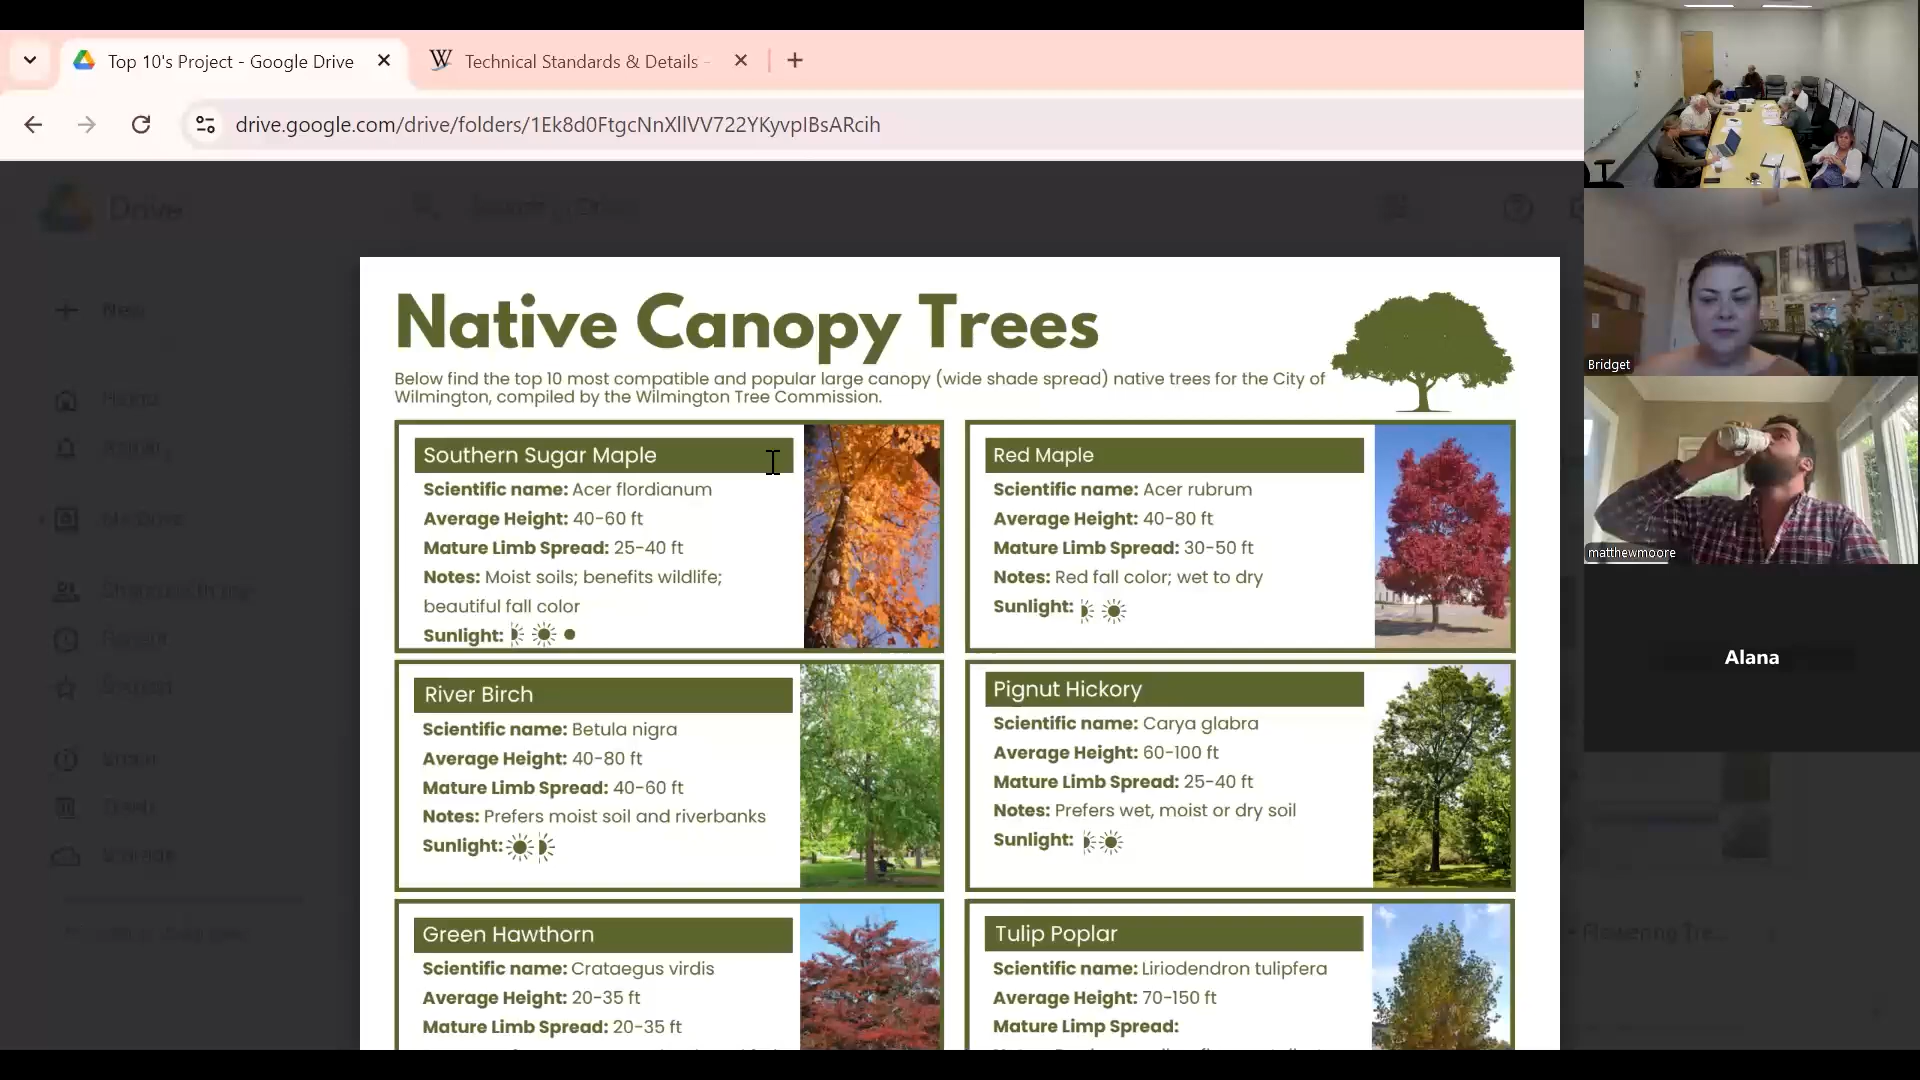 Top 10's Project - Google Drive
Technical Standards & Details -
drive.google.com/drive/folders/1Ek8d0FtgcNnXllVV722YKyvpIBsARcih
Drive
New
Native Canopy Trees
Below find the top 10 most compatible and popular large canopy (wide shade spread) native trees for the City of
Wilmington, compiled by the Wilmington Tree Commission.
Southern Sugar Maple
Scientific name: Acer flordianum
Average Height: 40-60 ft
Mature Limb Spread: 25-40 ft
Notes: Moist soils; benefits wildlife;
beautiful fall color
Sunlight:
Red Maple
Scientific name: Acer rubrum
Average Height: 40-80 ft
Mature Limb Spread: 30-50 ft
Notes: Red fall color; wet to dry
Sunlight:
River Birch
Scientific name: Betula nigra
Average Height: 40-80 ft
Mature Limb Spread: 40-60 ft
Notes: Prefers moist soil and riverbanks
Sunlight:
Pignut Hickory
Scientific name: Carya glabra
Average Height: 60-100 ft
Mature Limb Spread: 25-40 ft
Notes: Prefers wet, moist or dry soil
Sunlight:
Green Hawthorn
Scientific name: Crataegus virdis
Average Height: 20-35 ft
Mature Limb Spread: 20-35 ft
Tulip Poplar
Scientific name: Liriodendron tulipfera
Average Height: 70-150 ft
Mature Limp Spread:
Bridget
matthewmoore
Alana